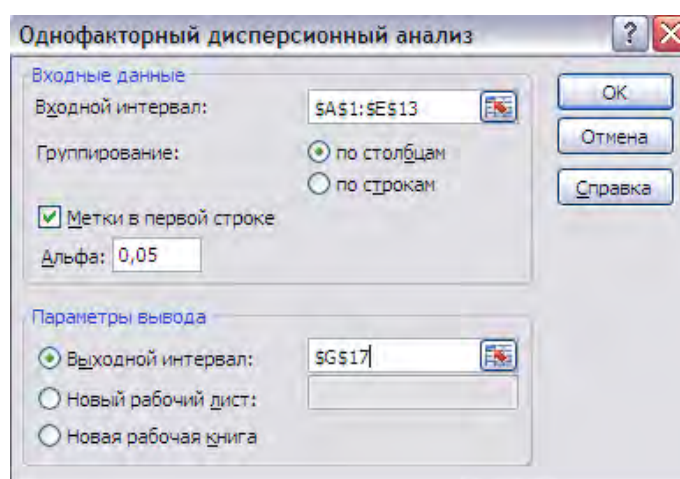 Однофакторный дисперсионный анализ ?
Входные данные
Входной интервал: $A$1:$E$13
Группирование: по столбцам
по строкам
Метки в первой строке
Альфа: 0,05
OK
Отмена
Справка
Параметры вывода
Выходной интервал: $G$17
Новый рабочий лист:
Новая рабочая книга